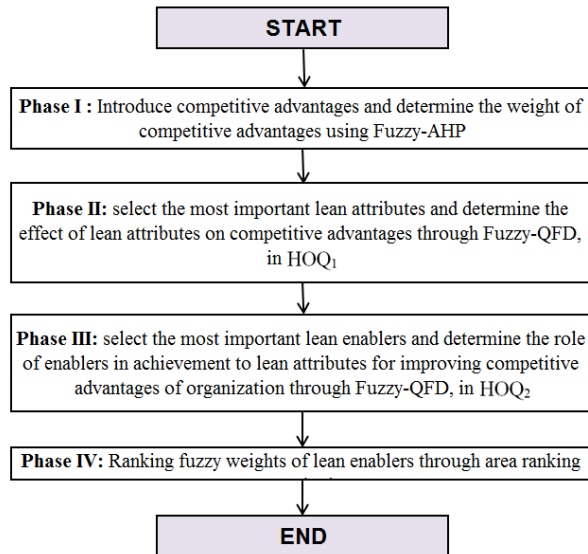 START
Phase I : Introduce competitive advantages and determine the weight of
competitive advantages using Fuzzy-AHP
Phase II: select the most important lean attributes and determine the
effect of lean attributes on competitive advantages through Fuzzy-QFD,
in HOQ₁
Phase III: select the most important lean enablers and determine the role
of enablers in achievement to lean attributes for improving competitive
advantages of organization through Fuzzy-QFD, in HOQ₂
Phase IV: Ranking fuzzy weights of lean enablers through area ranking
END